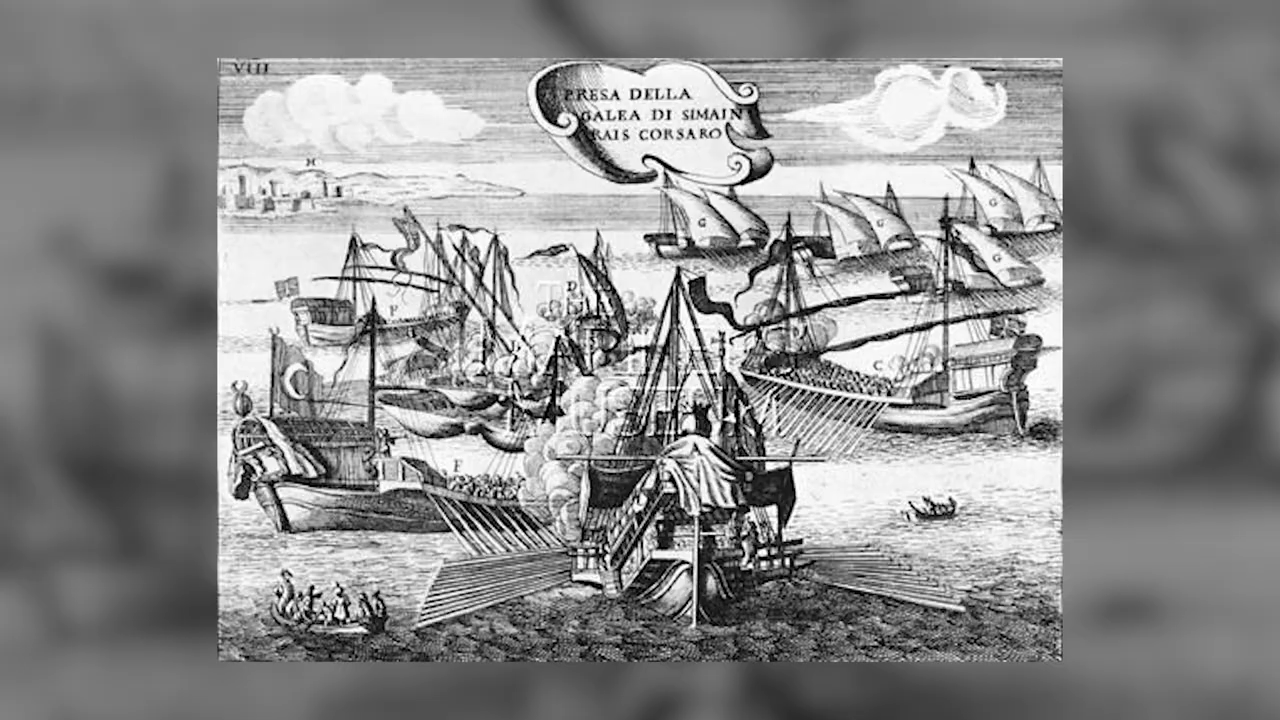 VIII
PRESA DELLA
GALEA DI SIMAIN
RAIS CORSARO
H
G
G
G
G
F
C
F